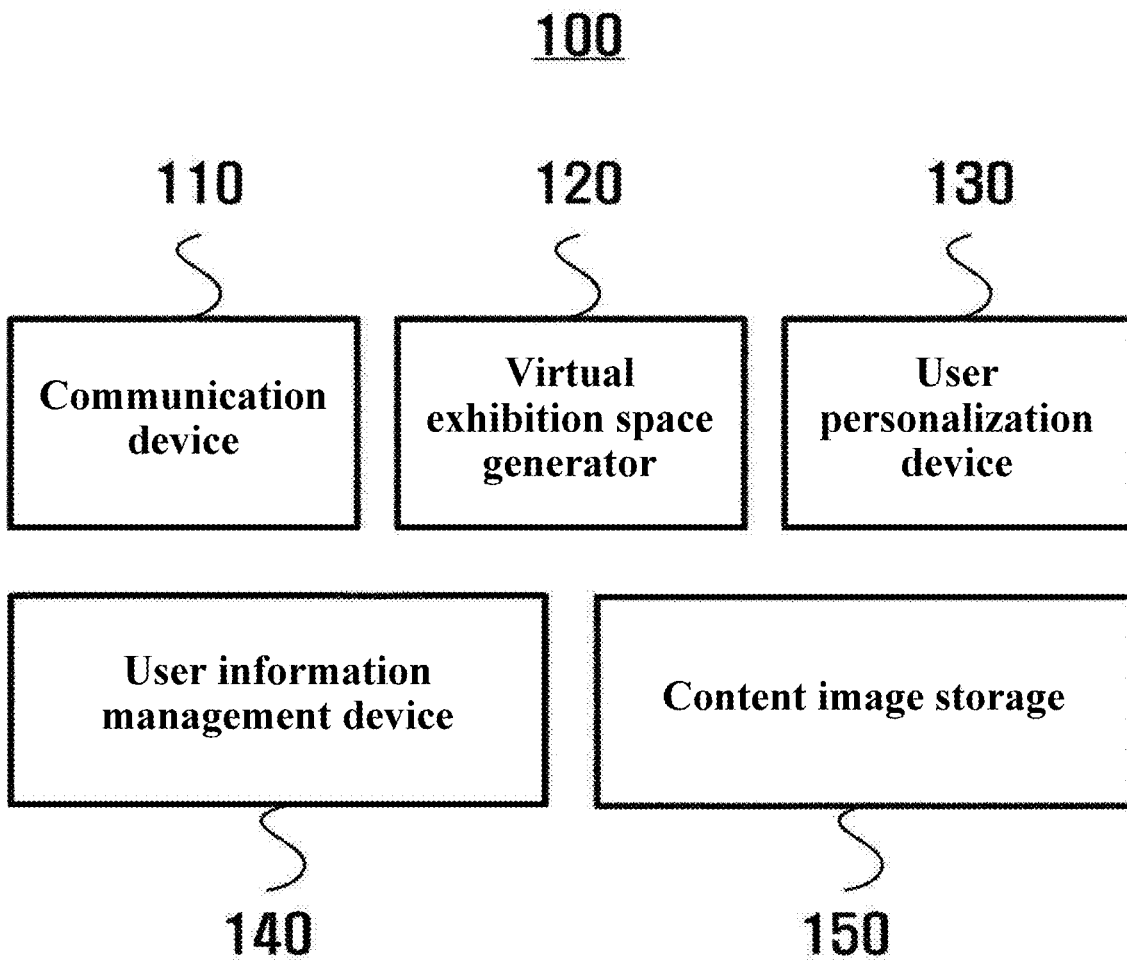 100
110
120
130
Communication
device
Virtual
exhibition space
generator
User
personalization
device
User information
management device
Content image storage
140
150